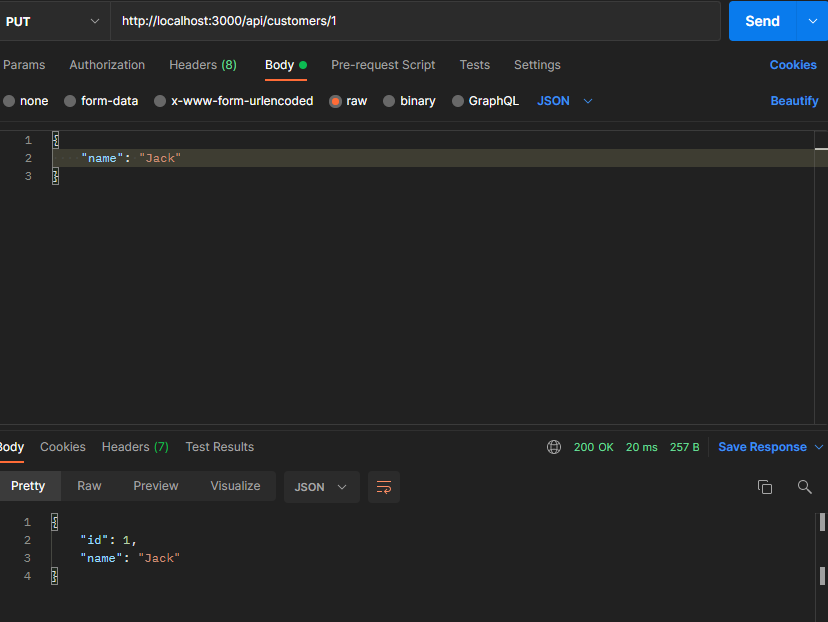 PUT http://localhost:3000/api/customers/1 Send
Params Authorization Headers (8) Body Pre-request Script Tests Settings Cookies
none form-data x-www-form-urlencoded raw binary GraphQL JSON Beautify
1 {
2 "name": "Jack"
3 }
Body Cookies Headers (7) Test Results 200 OK 20 ms 257 B Save Response
Pretty Raw Preview Visualize JSON
1 {
2 "id": 1,
3 "name": "Jack"
4 }